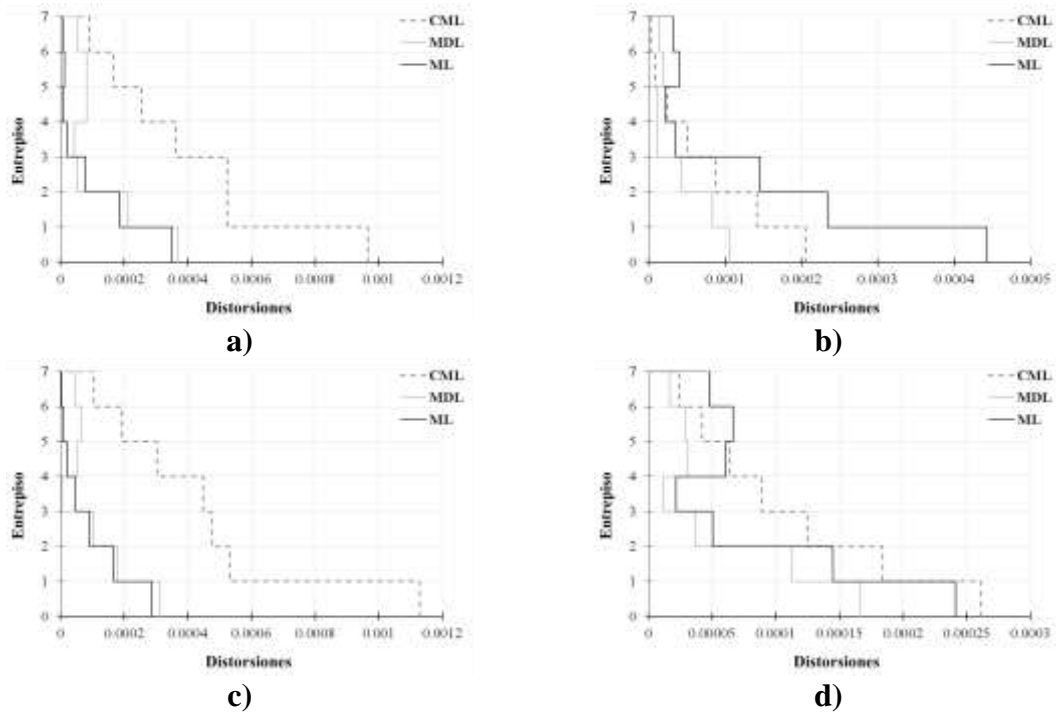 7
6
5
4
3
2
1
0
Entrepiso
CML
MDL
ML
0
0.0002
0.0004
0.0006
0.0008
0.001
0.0012
Distorsiones
a)
7
6
5
4
3
2
1
0
Entrepiso
CML
MDL
ML
0
0.0001
0.0002
0.0003
0.0004
0.0005
Distorsiones
b)
7
6
5
4
3
2
1
0
Entrepiso
CML
MDL
ML
0
0.0002
0.0004
0.0006
0.0008
0.001
0.0012
Distorsiones
c)
7
6
5
4
3
2
1
0
Entrepiso
CML
MDL
ML
0
0.00005
0.0001
0.00015
0.0002
0.00025
0.0003
Distorsiones
d)